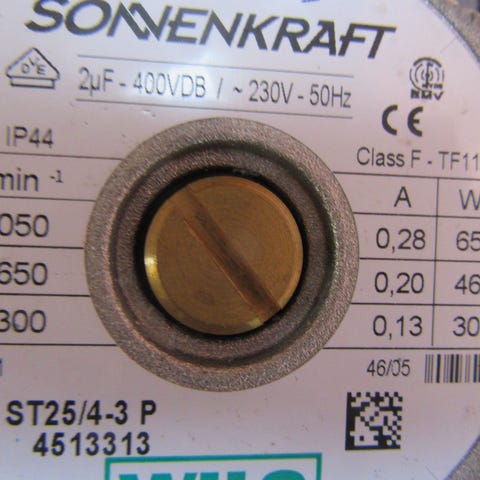 SONNENKRAFT
2µF - 400VDB / ~ 230V - 50Hz
IP44
Class F - TF11
min -1
A W
050 0,28 65
650 0,20 46
300 0,13 30
46/05
ST25/4-3 P
4513313
WILO